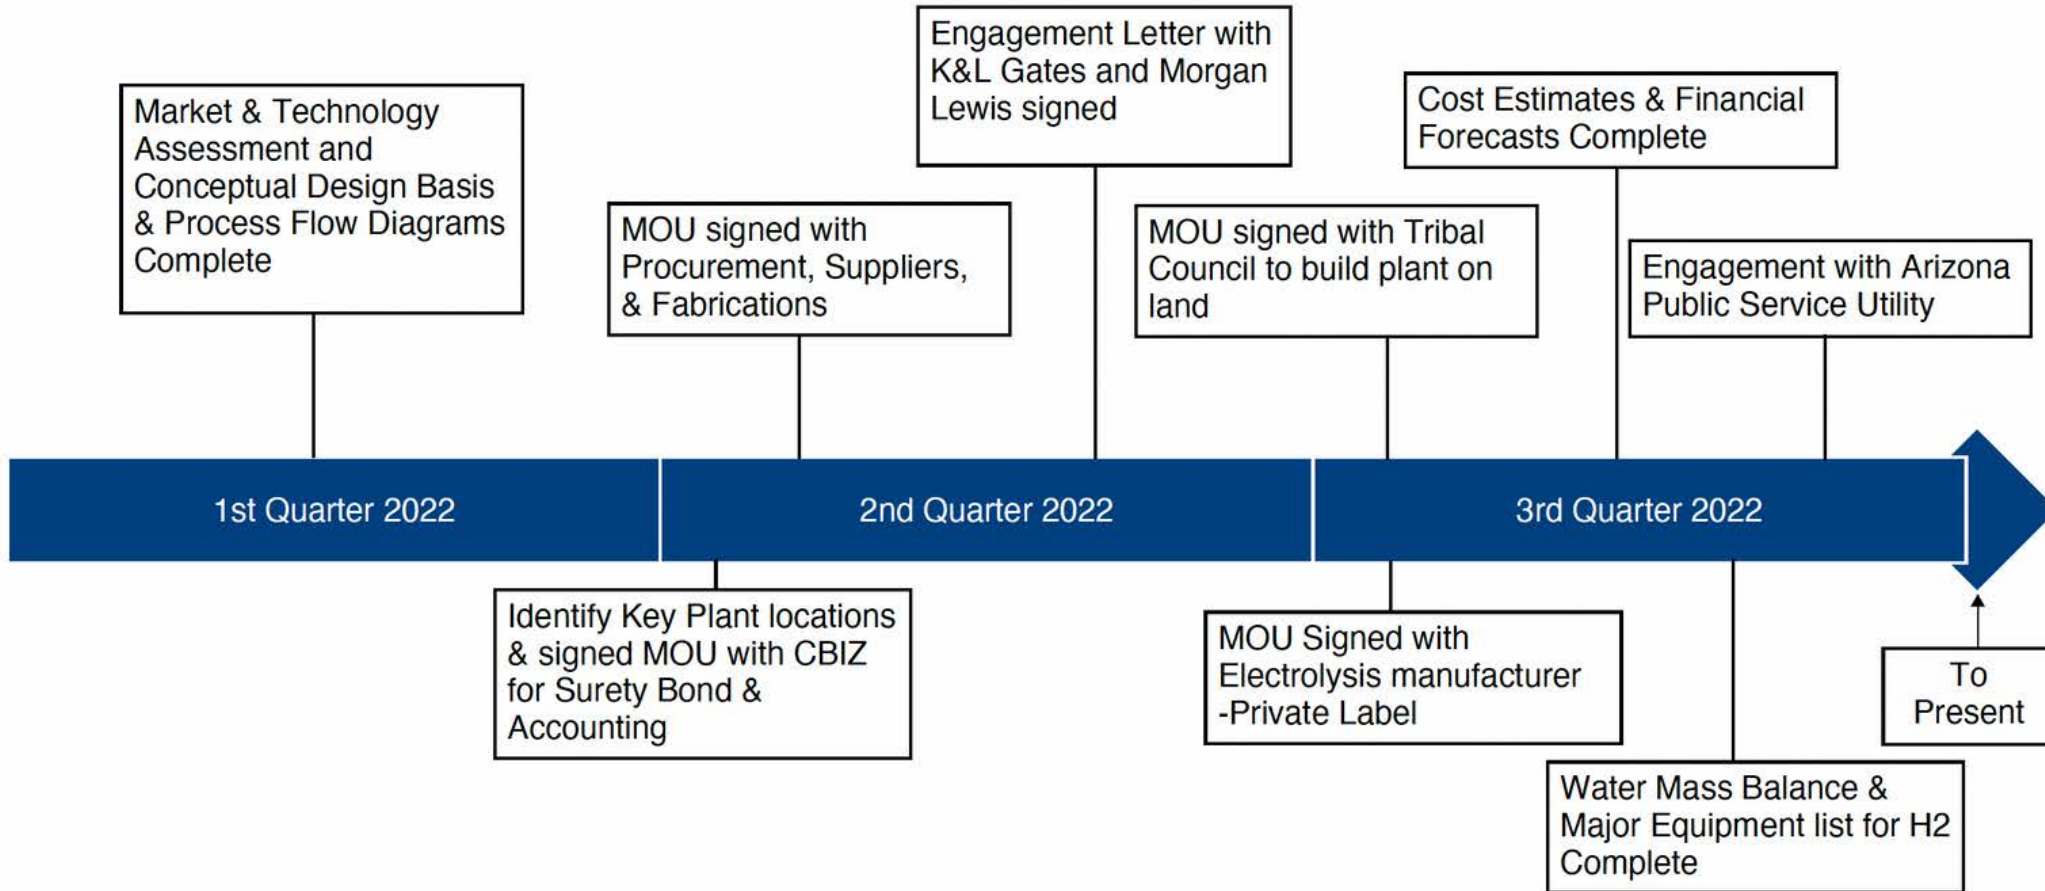 Engagement Letter with
K&L Gates and Morgan
Lewis signed
Market & Technology
Assessment and
Conceptual Design Basis
& Process Flow Diagrams
Complete
Cost Estimates & Financial
Forecasts Complete
MOU signed with
Procurement, Suppliers,
& Fabrications
MOU signed with Tribal
Council to build plant on
land
Engagement with Arizona
Public Service Utility
1st Quarter 2022
2nd Quarter 2022
3rd Quarter 2022
Identify Key Plant locations
& signed MOU with CBIZ
for Surety Bond &
Accounting
MOU Signed with
Electrolysis manufacturer
-Private Label
To
Present
Water Mass Balance &
Major Equipment list for H2
Complete